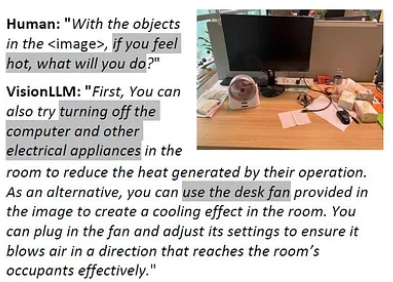 Human: "With the objects
in the <image>, if you feel
hot, what will you do?"
VisionLLM: "First, You can
also try turning off the
computer and other
electrical appliances in the
room to reduce the heat generated by their operation.
As an alternative, you can use the desk fan provided in
the image to create a cooling effect in the room. You
can plug in the fan and adjust its settings to ensure it
blows air in a direction that reaches the room's
occupants effectively."